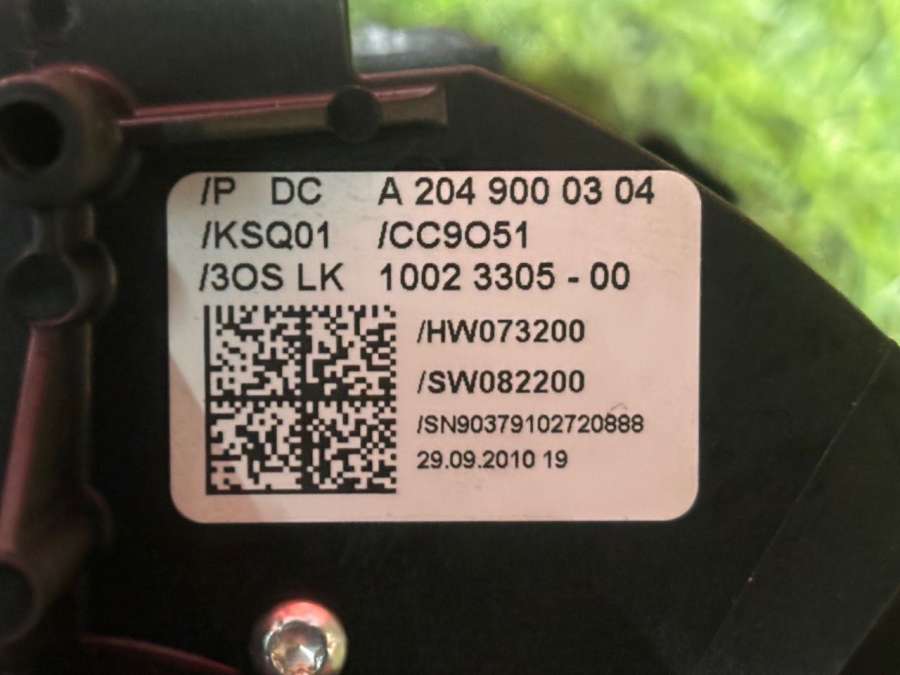 /P DC A 204 900 03 04
/KSQ01 /CC9O51
/3OS LK 1002 3305 - 00
/HW073200
/SW082200
/SN90379102720888
29.09.2010 19